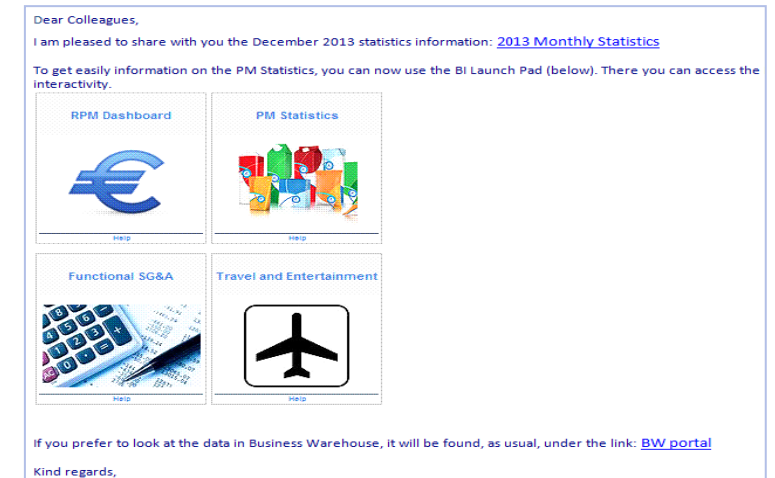 Dear Colleagues,
I am pleased to share with you the December 2013 statistics information: 2013 Monthly Statistics
To get easily information on the PM Statistics, you can now use the BI Launch Pad (below). There you can access the
interactivity.
RPM Dashboard
PM Statistics
Help
Help
Functional SG&A
Travel and Entertainment
Help
Help
If you prefer to look at the data in Business Warehouse, it will be found, as usual, under the link: BW portal
Kind regards,